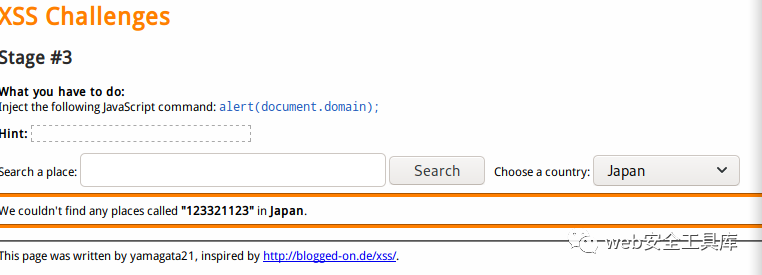 XSS Challenges
Stage #3
What you have to do:
Inject the following JavaScript command: alert(document.domain);
Hint:
Search a place: Search Choose a country: Japan
We couldn't find any places called "123321123" in Japan.
web安全工具库
This page was written by yamagata21, inspired by http://blogged-on.de/xss/.